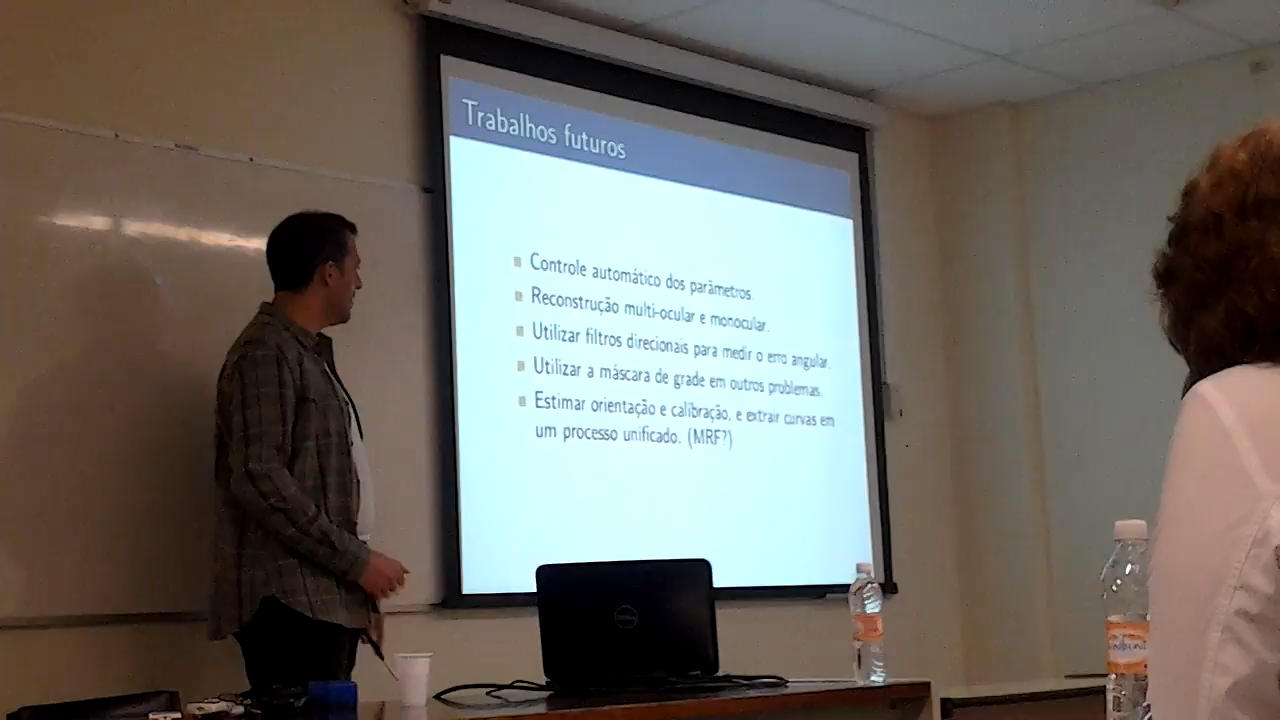 Trabalhos futuros
Controle automático dos parâmetros.
Reconstrução multi-ocular e monocular.
Utilizar filtros direcionais para medir o erro angular.
Utilizar a máscara de grade em outros problemas.
Estimar orientação e calibração, e extrair curvas em
um processo unificado. (MRF?)